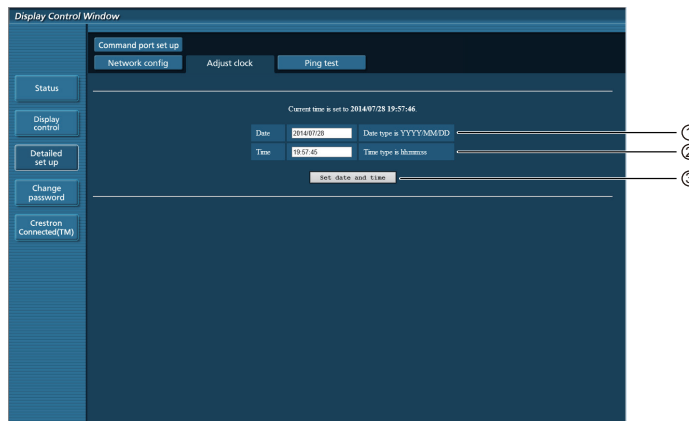 Display Control Window
Command port set up
Network config
Adjust clock
Ping test
Status
Display
control
Detailed
set up
Change
password
Crestron
Connected(TM)
Current time is set to 2014/07/28 19:57:46.
Date 2014/07/28 Date type is YYYY/MM/DD
Time 19:57:45 Time type is hh:mm:ss
Set date and time
①
②
③